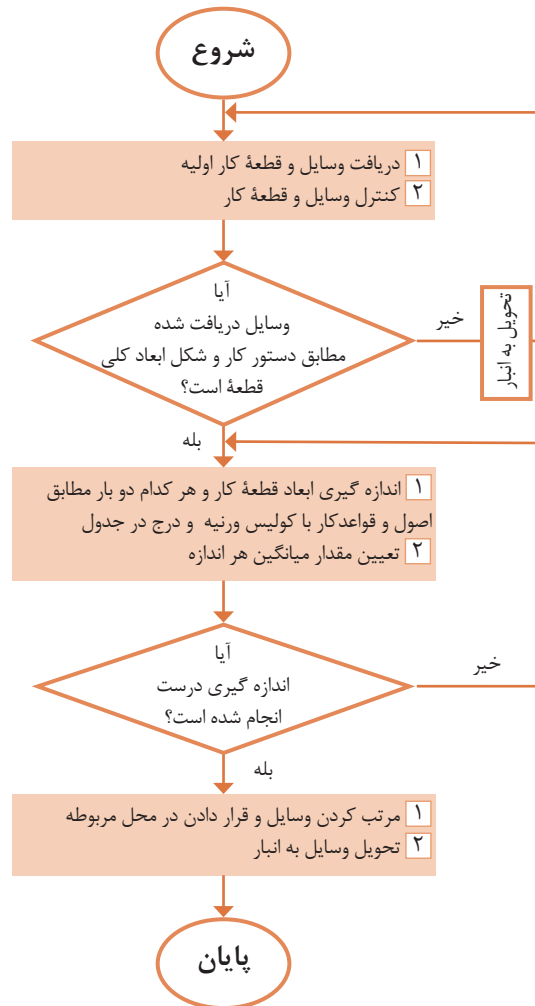 شروع
۱ دریافت وسایل و قطعهٔ کار اولیه
۲ کنترل وسایل و قطعهٔ کار
آیا
وسایل دریافت شده
مطابق دستور کار و شکل ابعاد کلی
قطعهٔ است؟
خیر
تحویل به انبار
بله
۱ اندازه گیری ابعاد قطعهٔ کار و هر کدام دو بار مطابق
اصول و قواعدکار با کولیس ورنیه و درج در جدول
۲ تعیین مقدار میانگین هر اندازه
آیا
اندازه گیری درست
انجام شده است؟
خیر
بله
۱ مرتب کردن وسایل و قرار دادن در محل مربوطه
۲ تحویل وسایل به انبار
پایان